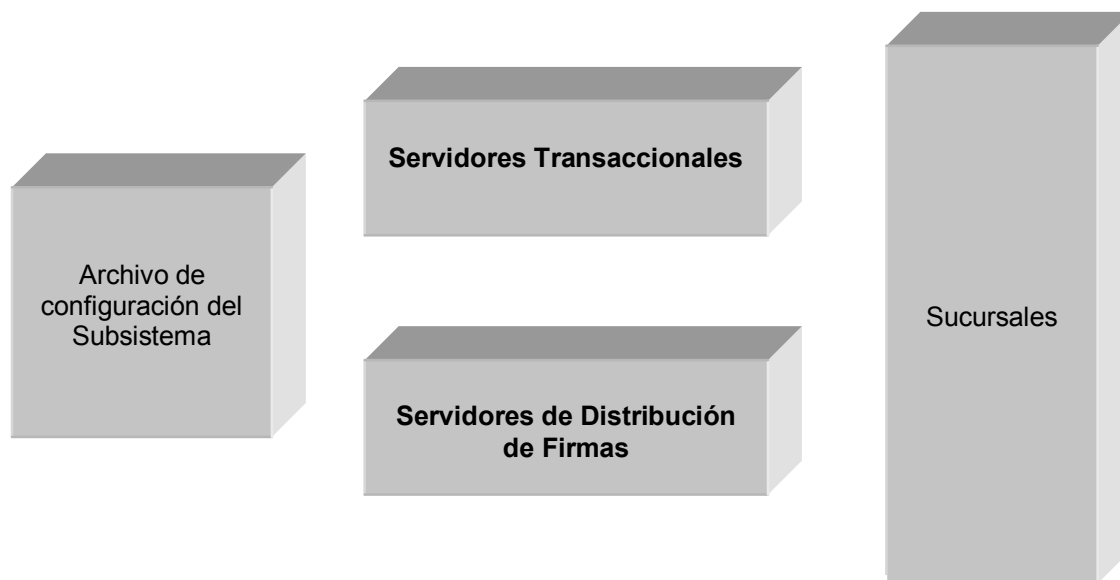 Servidores Transaccionales
Archivo de
configuración del
Subsistema
Sucursales
Servidores de Distribución
de Firmas